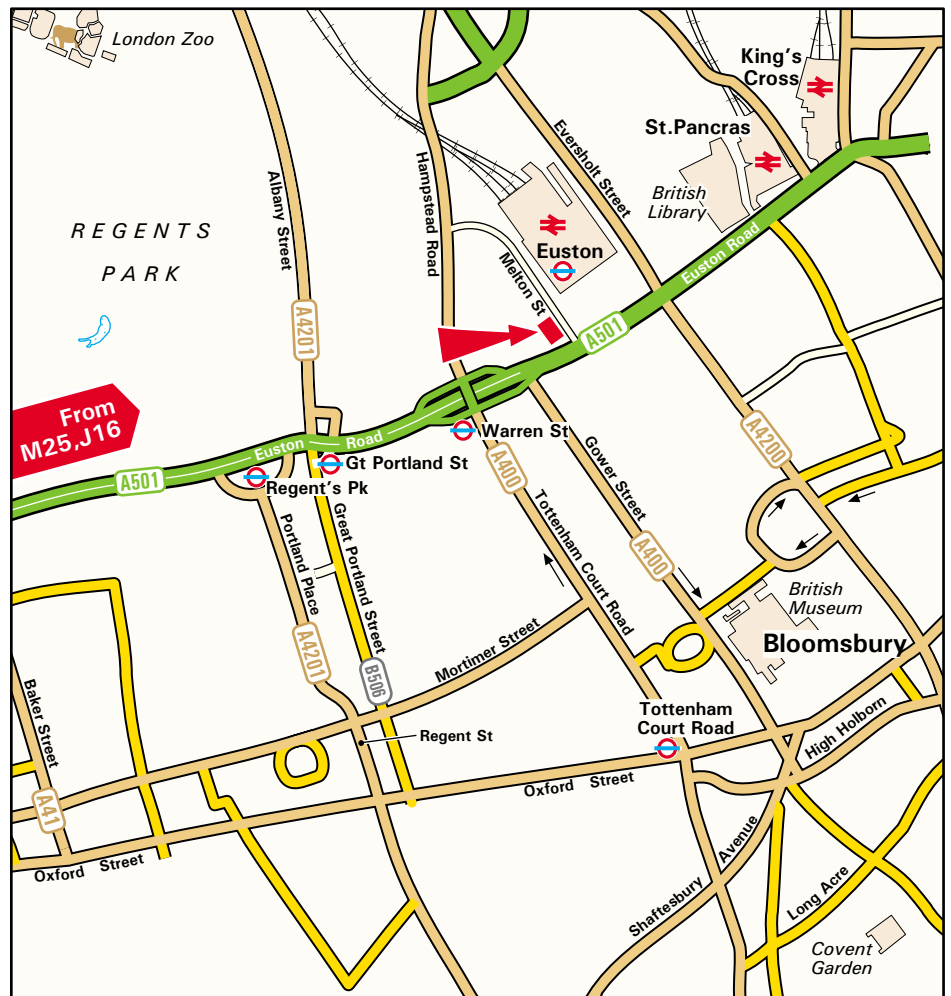 London Zoo
King's
Cross
St.Pancras
British
Library
Eversholt Street
Hampstead Road
Albany Street
REGENTS
PARK
Euston
Melton St
Euston Road
A501
A4201
From
M25,J16
A501
Euston Road
Warren St
Gt Portland St
Regent's Pk
A400
Gower Street
A4200
Tottenham Court Road
A400
Portland Place
Great Portland Street
A4201
B506
Mortimer Street
British
Museum
Bloomsbury
Baker Street
A41
Regent St
Tottenham
Court Road
High Holborn
Oxford Street
Oxford Street
Shaftesbury Avenue
Long Acre
Covent
Garden